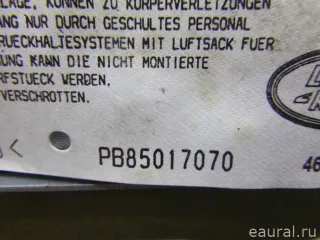 LAGE, KÖNNEN ZU KÖRPERVERLETZUNGEN
ANG NUR DURCH GESCHULTES PERSONAL
RUECKHALTESYSTEMEN MIT LUFTSACK FUER
UNG KANN DIE NICHT MONTIERTE
RFSTUECK WERDEN,
VERSCHROTTEN.
PB85017070
46
eaural.ru